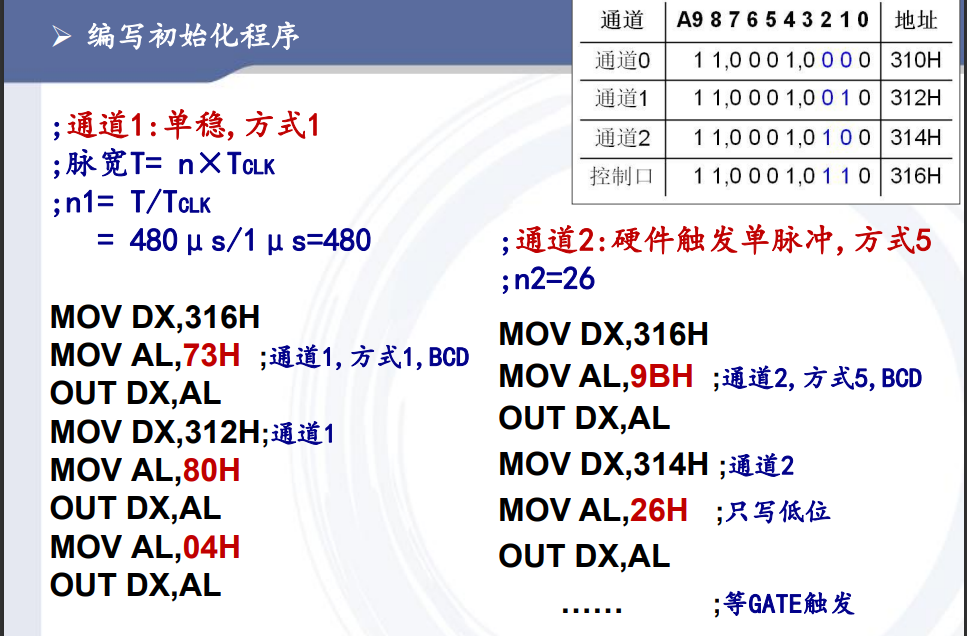 ➢ 编写初始化程序
通道 A9 8 7 6 5 4 3 2 1 0 地址
通道0 1 1,0 0 0 1,0 0 0 0 310H
通道1 1 1,0 0 0 1,0 0 1 0 312H
通道2 1 1,0 0 0 1,0 1 0 0 314H
控制口 1 1,0 0 0 1,0 1 1 0 316H
;通道1:单稳,方式1
;脉宽T= n×TCLK
;n1= T/TCLK
= 480μs/1μs=480
MOV DX,316H
MOV AL,73H ;通道1,方式1,BCD
OUT DX,AL
MOV DX,312H;通道1
MOV AL,80H
OUT DX,AL
MOV AL,04H
OUT DX,AL
;通道2:硬件触发单脉冲,方式5
;n2=26
MOV DX,316H
MOV AL,9BH ;通道2,方式5,BCD
OUT DX,AL
MOV DX,314H ;通道2
MOV AL,26H ;只写低位
OUT DX,AL
…… ;等GATE触发